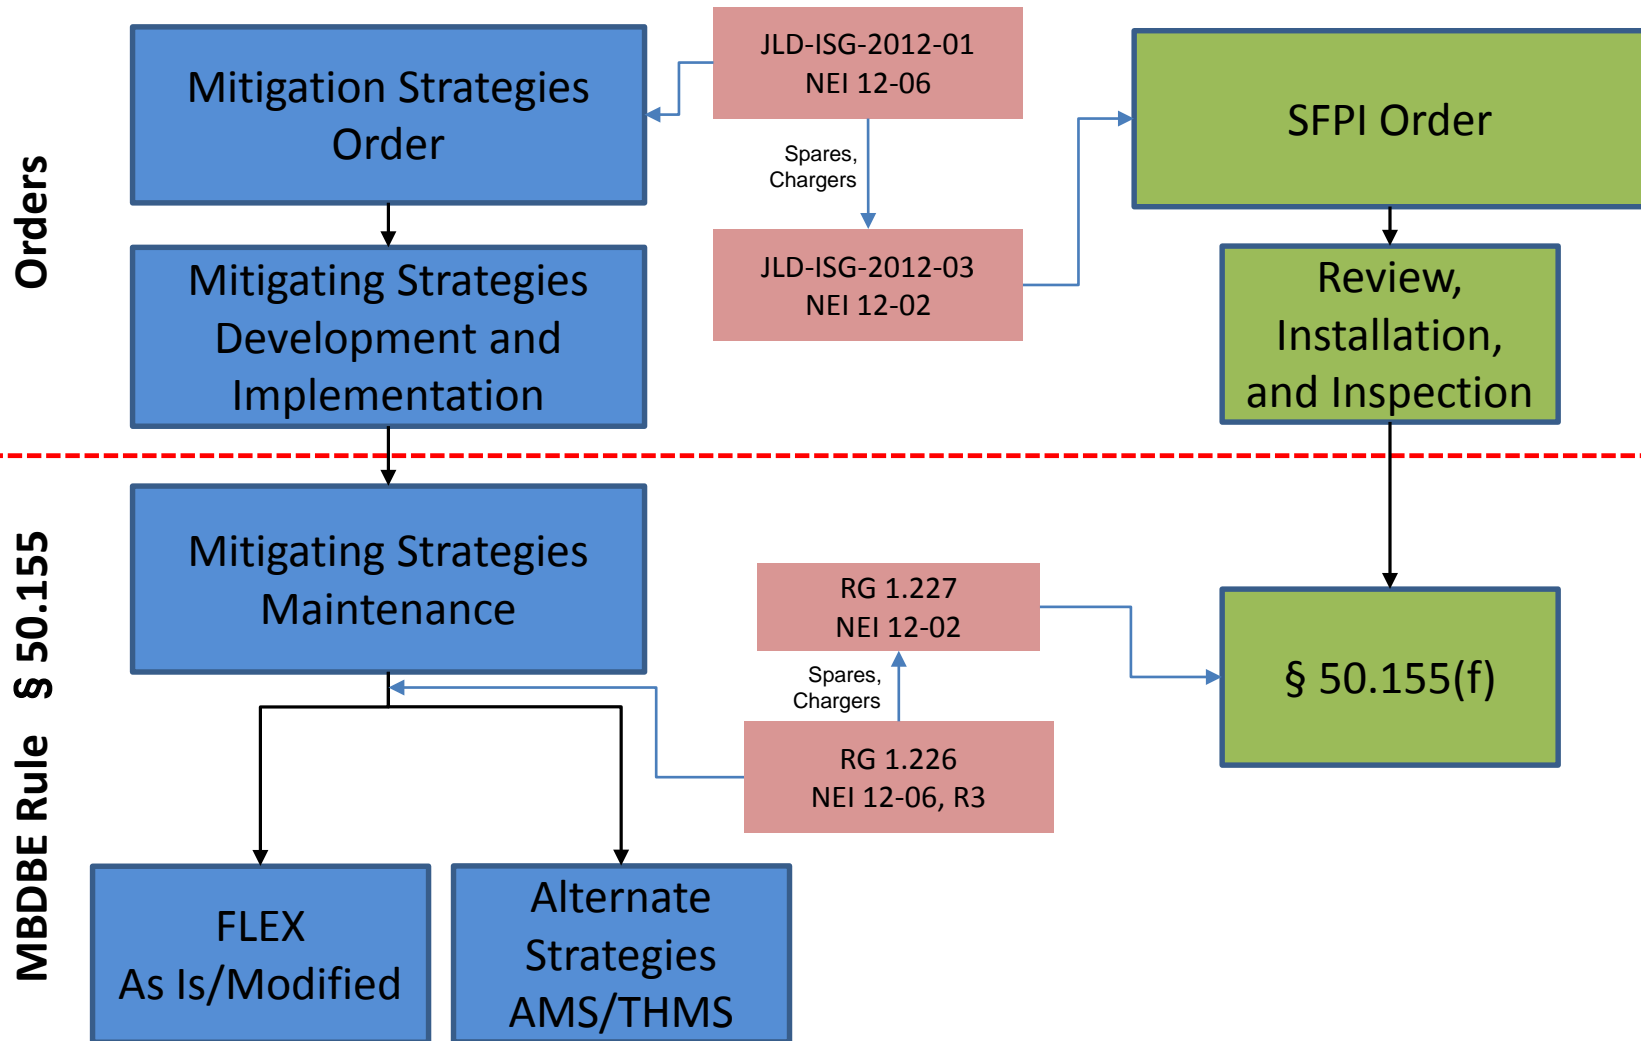 Orders
Mitigation Strategies
Order
JLD-ISG-2012-01
NEI 12-06
SFPI Order
Spares,
Chargers
Mitigating Strategies
Development and
Implementation
JLD-ISG-2012-03
NEI 12-02
Review,
Installation,
and Inspection
MBDBE Rule § 50.155
Mitigating Strategies
Maintenance
RG 1.227
NEI 12-02
Spares,
Chargers
§ 50.155(f)
RG 1.226
NEI 12-06, R3
FLEX
As Is/Modified
Alternate
Strategies
AMS/THMS